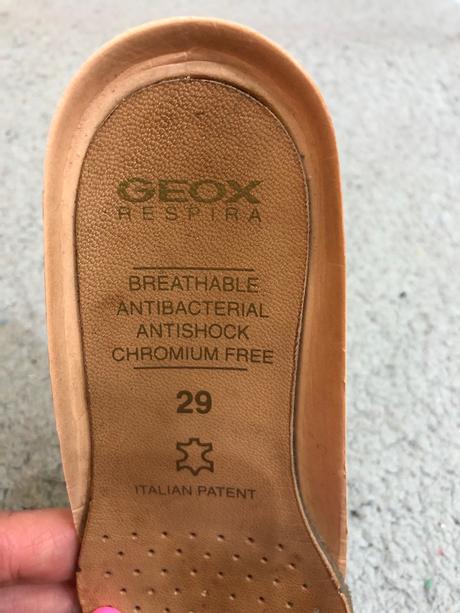 GEOX
RESPIRA
BREATHABLE
ANTIBACTERIAL
ANTISHOCK
CHROMIUM FREE
29
ITALIAN PATENT